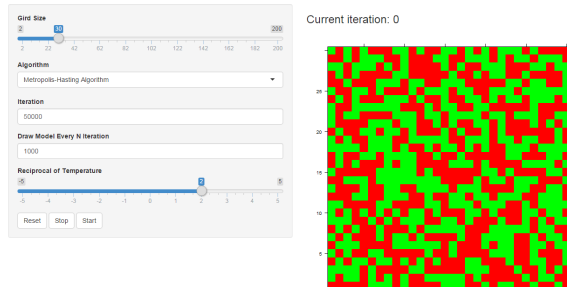 Gird Size
2 30 200
2 22 42 62 82 102 122 142 162 182 200
Algorithm
Metropolis-Hasting Algorithm
Iteration
50000
Draw Model Every N Iteration
1000
Reciprocal of Temperature
-5 2 5
-5 -4 -3 -2 -1 0 1 2 3 4 5
Reset Stop Start
Current iteration: 0
25
20
15
10
5